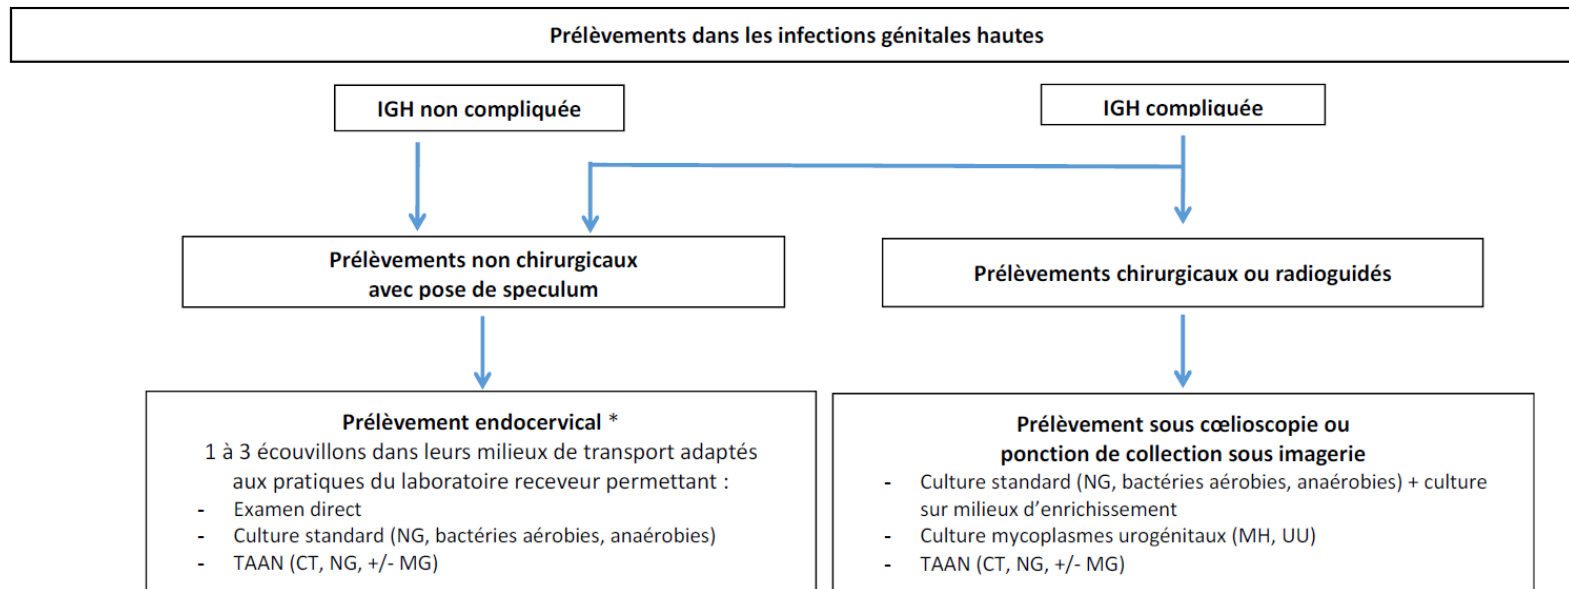 Prélèvements dans les infections génitales hautes
IGH non compliquée
IGH compliquée
Prélèvements non chirurgicaux
avec pose de speculum
Prélèvements chirurgicaux ou radioguidés
Prélèvement endocervical *
1 à 3 écouvillons dans leurs milieux de transport adaptés
aux pratiques du laboratoire receveur permettant :
- Examen direct
- Culture standard (NG, bactéries aérobies, anaérobies)
- TAAN (CT, NG, +/- MG)
Prélèvement sous cœlioscopie ou
ponction de collection sous imagerie
- Culture standard (NG, bactéries aérobies, anaérobies) + culture
sur milieux d’enrichissement
- Culture mycoplasmes urogénitaux (MH, UU)
- TAAN (CT, NG, +/- MG)